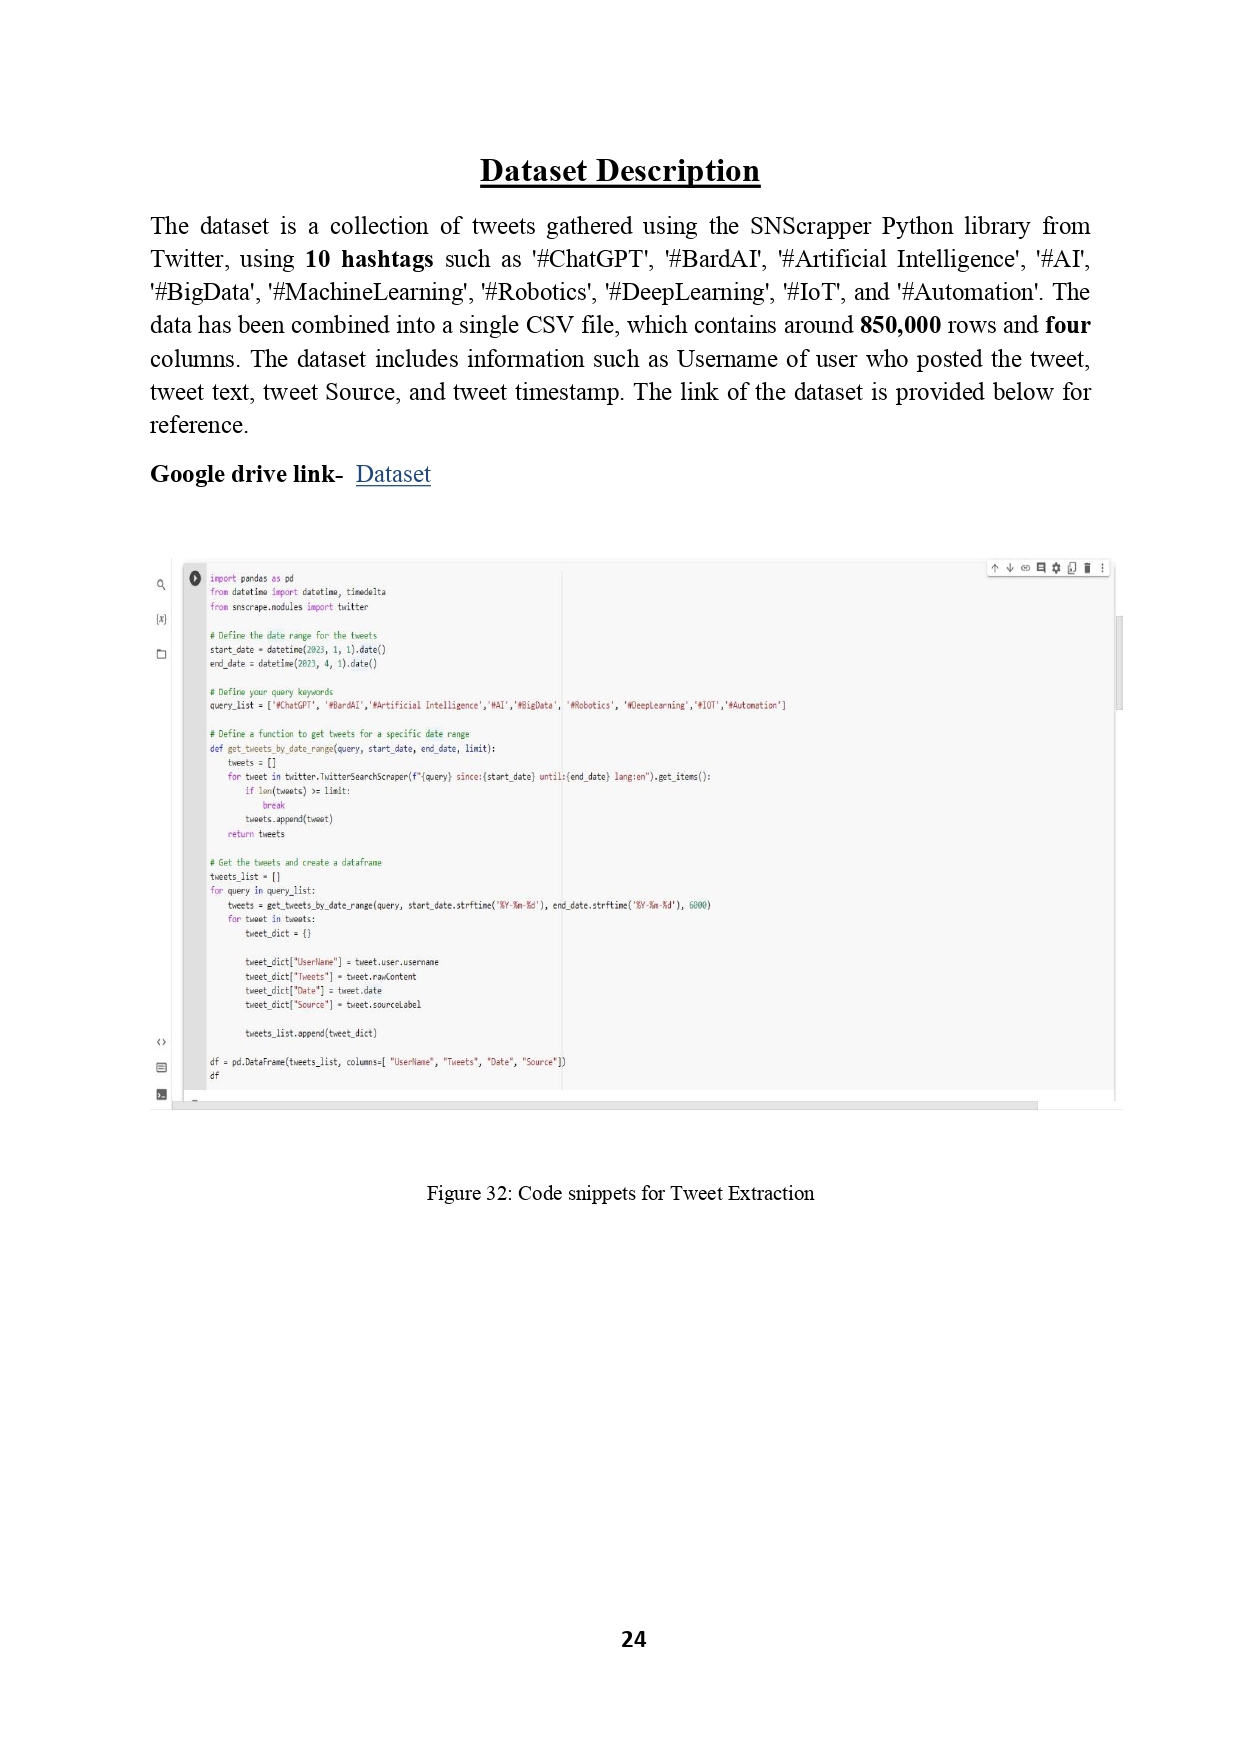 Dataset Description
The dataset is a collection of tweets gathered using the SNScrapper Python library from
Twitter, using 10 hashtags such as '#ChatGPT', '#BardAI', '#Artificial Intelligence', '#AI',
'#BigData', '#MachineLearning', '#Robotics', '#DeepLearning', '#IoT', and '#Automation'. The
data has been combined into a single CSV file, which contains around 850,000 rows and four
columns. The dataset includes information such as Username of user who posted the tweet,
tweet text, tweet Source, and tweet timestamp. The link of the dataset is provided below for
reference.
Google drive link- Dataset
import pandas as pd
from datetime import datetime, timedelta
from snscrape.modules import twitter
# Define the date range for the tweets
start_date = datetime(2023, 1, 1).date()
end_date = datetime(2023, 4, 1).date()
# Define your query keywords
query_list = ['#ChatGPT', '#BardAI','#Artificial Intelligence','#AI','#BigData', '#Robotics', '#DeepLearning','#IOT','#Automation']
# Define a function to get tweets for a specific date range
def get_tweets_by_date_range(query, start_date, end_date, limit):
    tweets = []
    for tweet in twitter.TwitterSearchScraper(f"{query} since:{start_date} until:{end_date} lang:en").get_items():
        if len(tweets) >= limit:
            break
        tweets.append(tweet)
    return tweets
# Get the tweets and create a dataframe
tweets_list = []
for query in query_list:
    tweets = get_tweets_by_date_range(query, start_date.strftime('%Y-%m-%d'), end_date.strftime('%Y-%m-%d'), 6000)
    for tweet in tweets:
        tweet_dict = {}
        tweet_dict["UserName"] = tweet.user.username
        tweet_dict["Tweets"] = tweet.rawContent
        tweet_dict["Date"] = tweet.date
        tweet_dict["Source"] = tweet.sourceLabel
        tweets_list.append(tweet_dict)
df = pd.DataFrame(tweets_list, columns=[ "UserName", "Tweets", "Date", "Source"])
df
Figure 32: Code snippets for Tweet Extraction
24